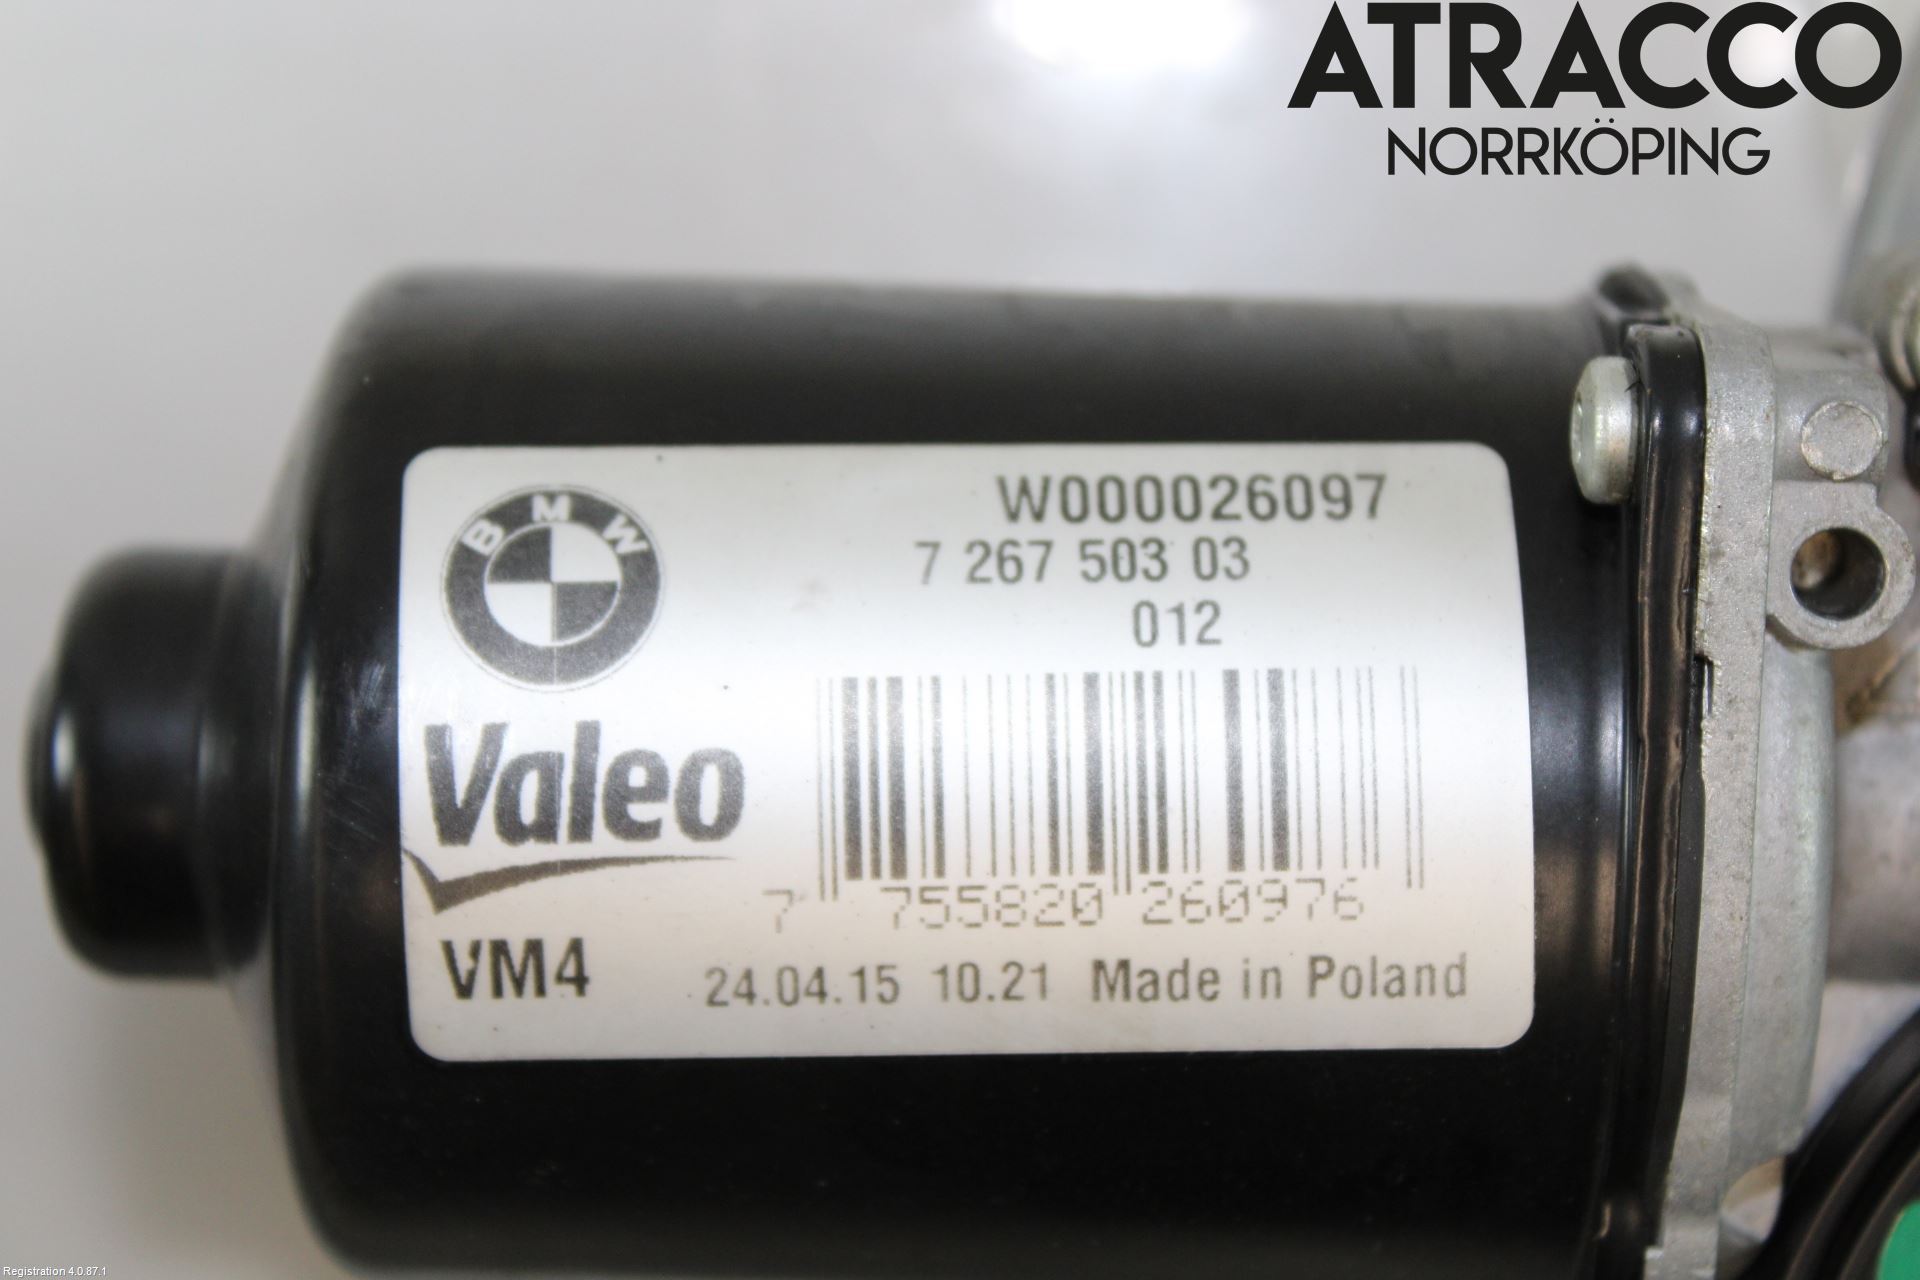 ATRACCO
NORRKÖPING
BMW
W000026097
7 267 503 03
012
Valeo
7 755820 260976
VM4
24.04.15 10.21 Made in Poland
Registration 4.0.87.1